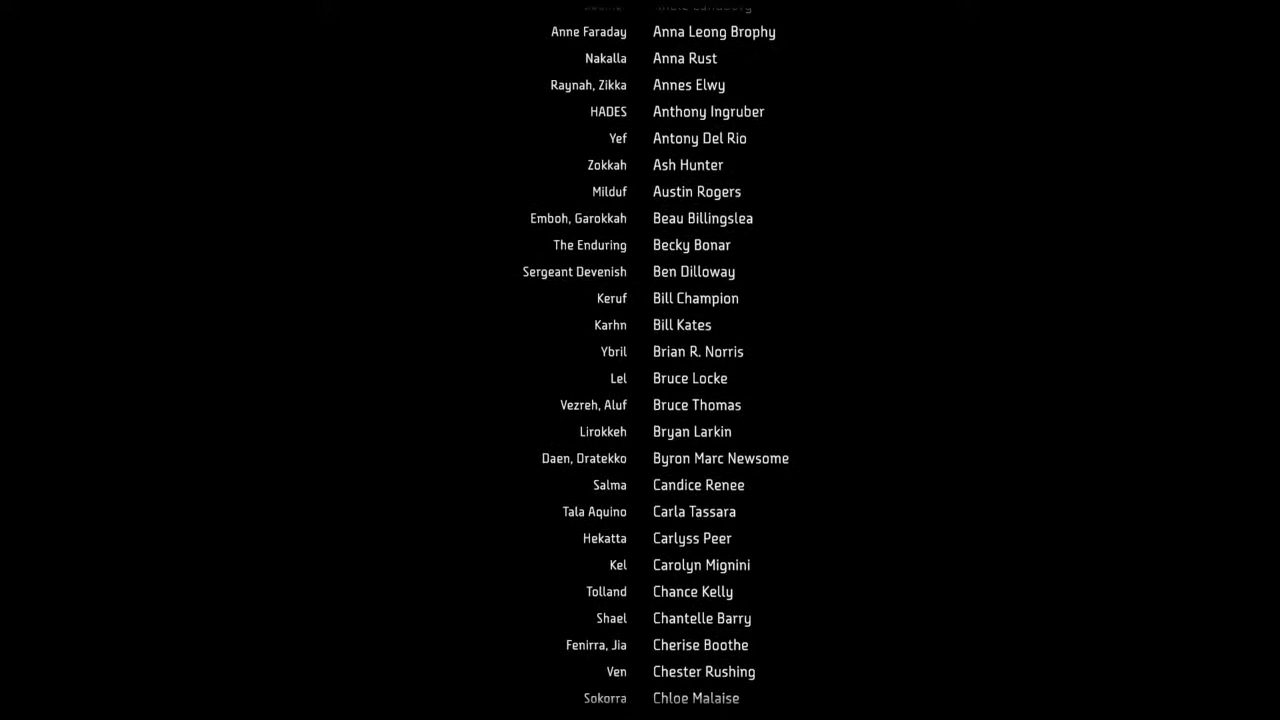 Anne Faraday Anna Leong Brophy
Nakalla Anna Rust
Raynah, Zikka Annes Elwy
HADES Anthony Ingruber
Yef Antony Del Rio
Zokkah Ash Hunter
Milduf Austin Rogers
Emboh, Garokkah Beau Billingslea
The Enduring Becky Bonar
Sergeant Devenish Ben Dilloway
Keruf Bill Champion
Karhn Bill Kates
Ybril Brian R. Norris
Lel Bruce Locke
Vezreh, Aluf Bruce Thomas
Lirokkeh Bryan Larkin
Daen, Dratekko Byron Marc Newsome
Salma Candice Renee
Tala Aquino Carla Tassara
Hekatta Carlyss Peer
Kel Carolyn Mignini
Tolland Chance Kelly
Shael Chantelle Barry
Fenirra, Jia Cherise Boothe
Ven Chester Rushing
Sokorra Chloe Malaise